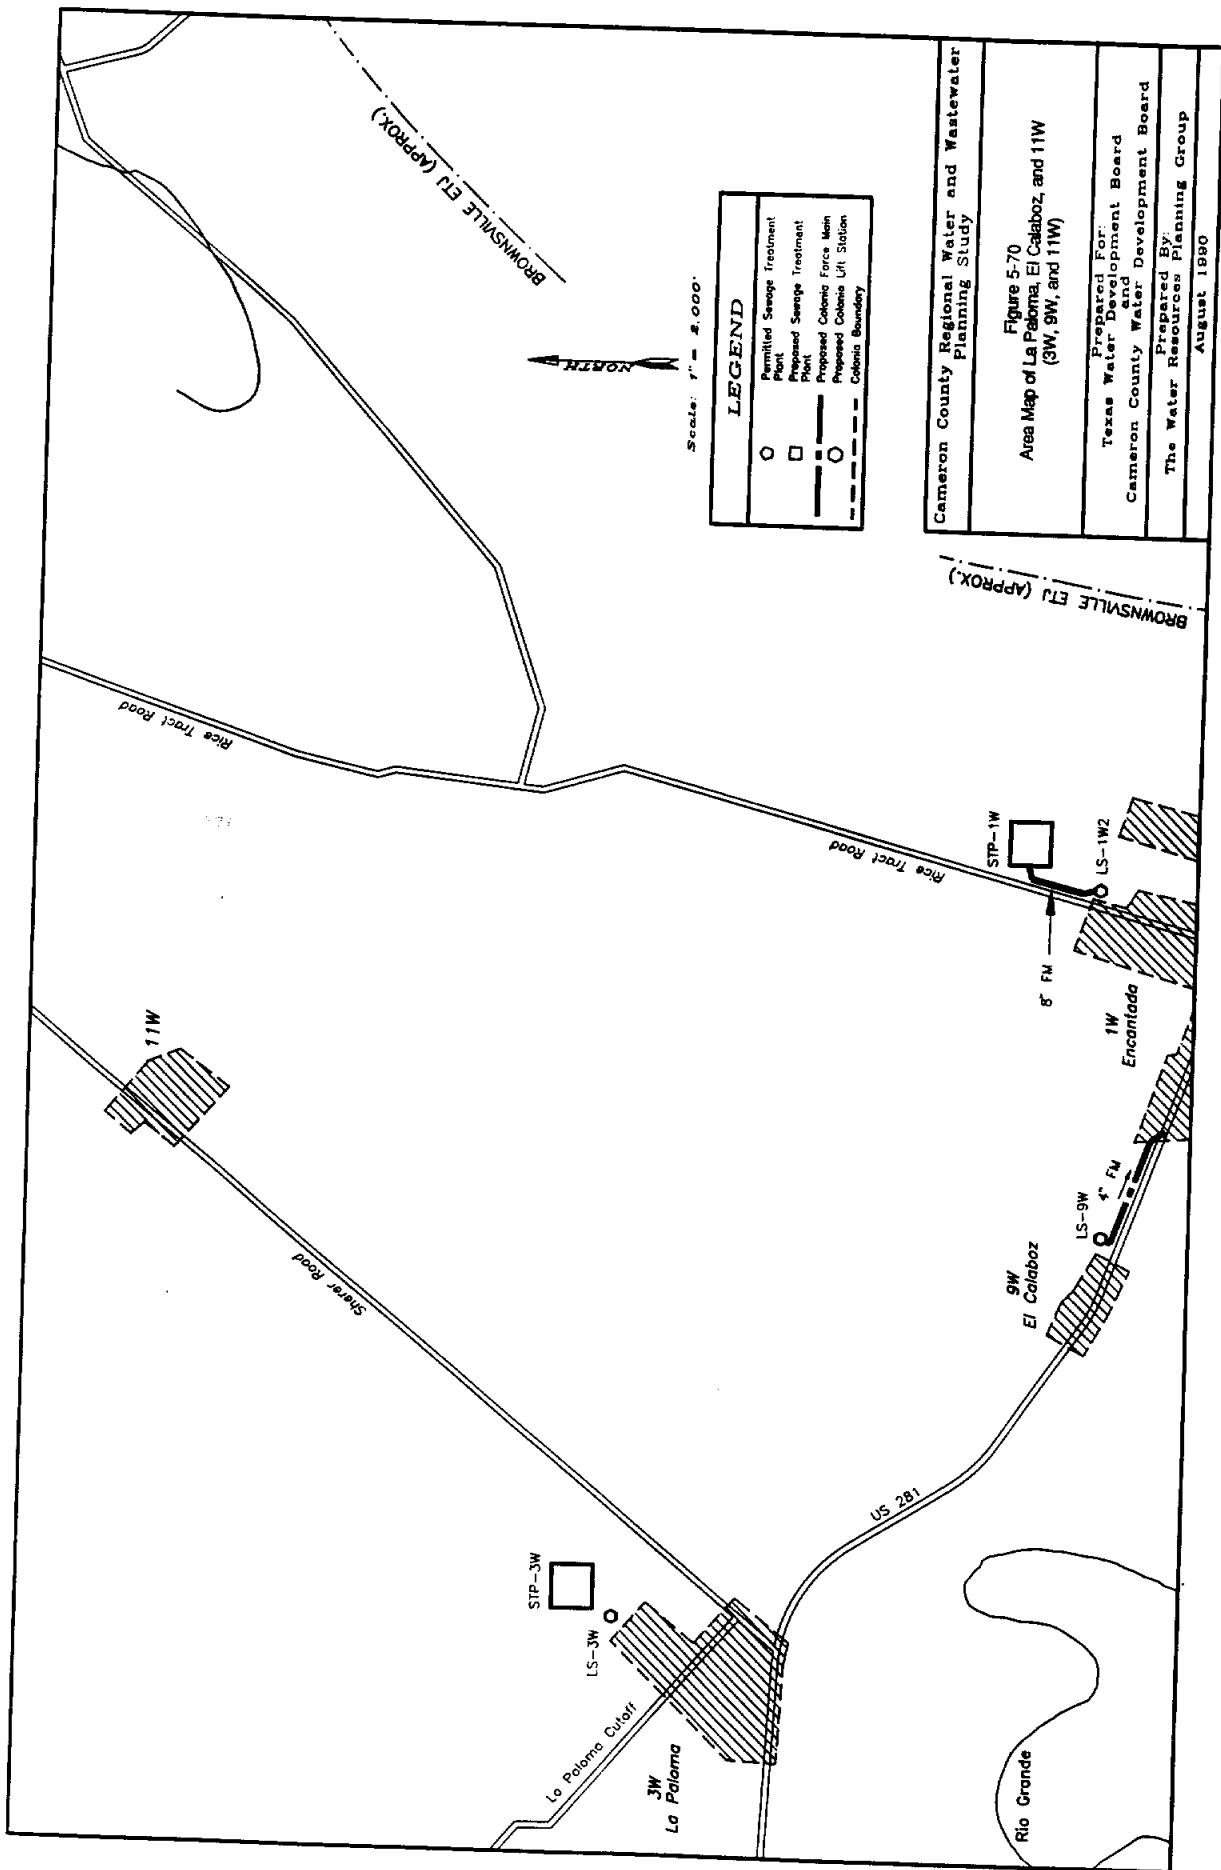 BROWNSVILLE ETJ (APPROX.)
NORTH
Scale: 1" = 2,000'
LEGEND
Permitted Sewage Treatment
Plant
Proposed Sewage Treatment
Plant
Proposed Colonia Force Main
Proposed Colonia Lift Station
Colonia Boundary
Cameron County Regional Water and Wastewater
Planning Study
Figure 5-70
Area Map of La Paloma, El Calaboz, and 11W
(3W, 9W, and 11W)
Prepared For:
Texas Water Development Board
and
Cameron County Water Development Board
Prepared By:
The Water Resources Planning Group
August 1990
BROWNSVILLE ETJ (APPROX.)
Rice Tract Road
Rice Tract Road
STP-1W
LS-1W2
8" FM
1W
Encantada
11W
Sharer Road
4" FM
LS-9W
9W
El Calaboz
US 281
STP-3W
LS-3W
La Paloma Cutoff
3W
La Paloma
Rio Grande